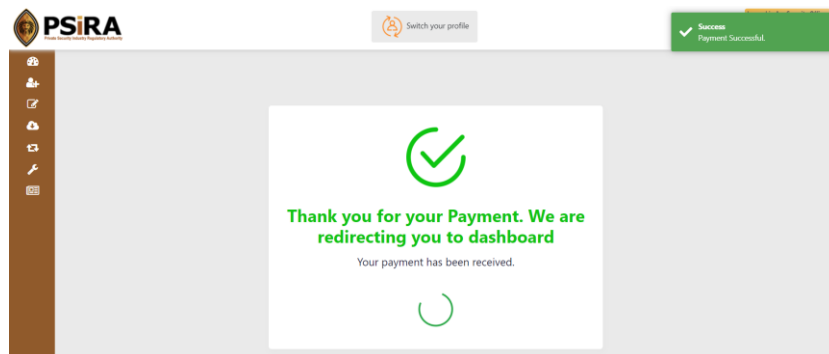 PSiRA
Private Security Industry Regulatory Authority
Switch your profile
Success
Payment Successful.
Thank you for your Payment. We are
redirecting you to dashboard
Your payment has been received.